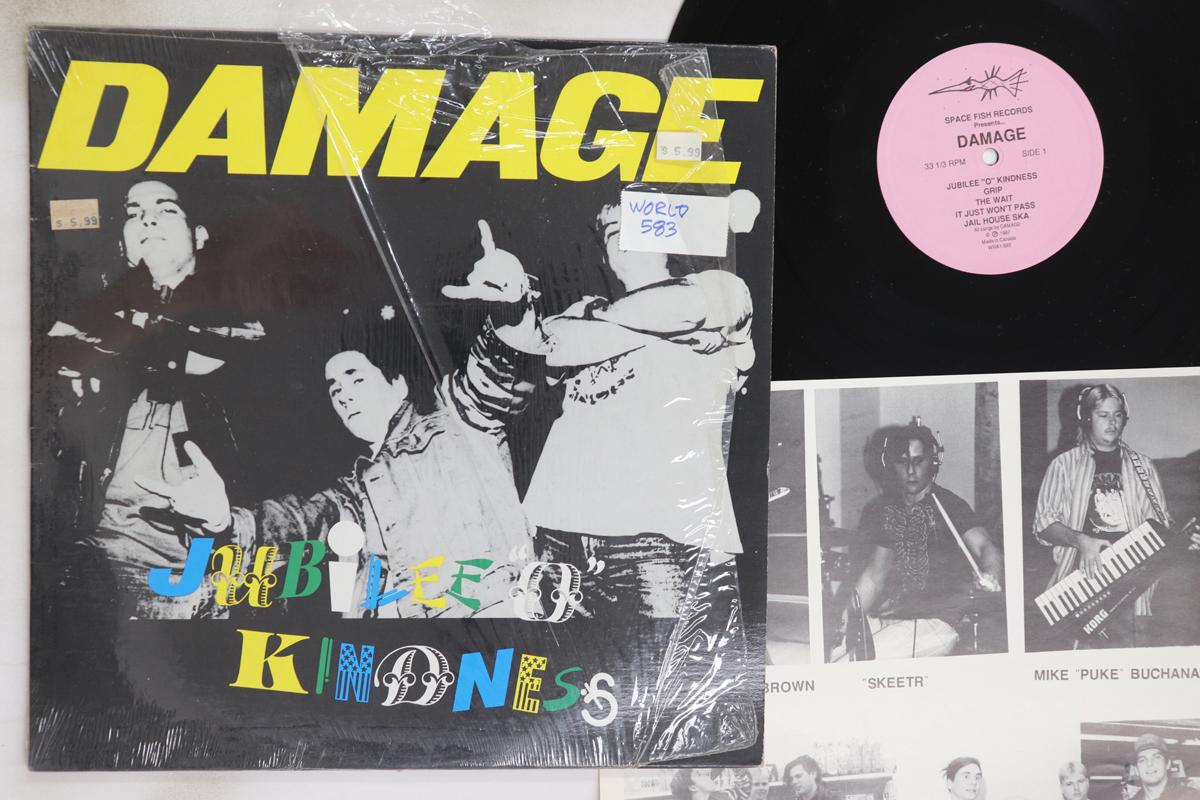 DAMAGE
$ 5.99
$ 5.99
WORLD
583
JUBiLEE "O"
KINDNESS
SPACE FISH RECORDS
Presents...
DAMAGE
33 1/3 RPM
SIDE 1
JUBILEE "O" KINDNESS
GRIP
THE WAIT
IT JUST WON'T PASS
JAIL HOUSE SKA
All songs by DAMAGE
© ℗ 1987
Made in Canada
KORG
BROWN
"SKEETR"
MIKE "PUKE" BUCHANA